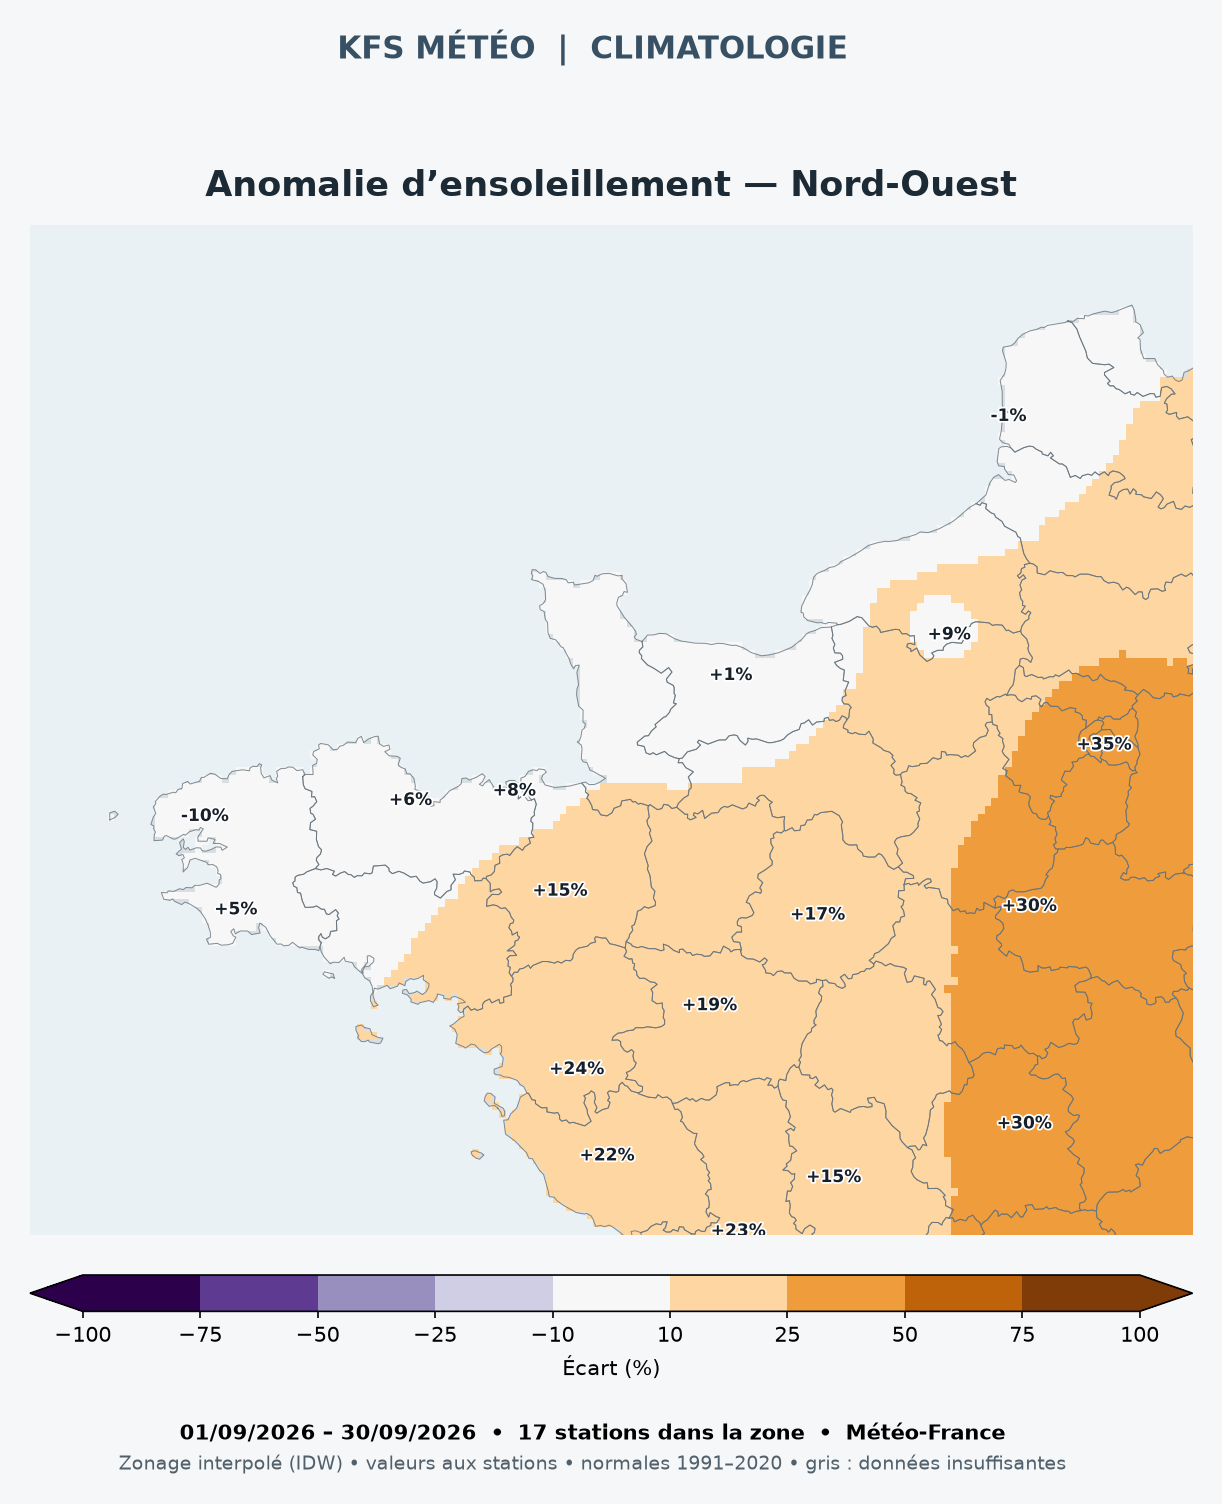 KFS MÉTÉO | CLIMATOLOGIE
Anomalie d’ensoleillement — Nord-Ouest
-1%
+9%
+1%
+35%
+8%
+6%
-10%
+15%
+30%
+5%
+17%
+19%
+24%
+30%
+22%
+15%
+23%
−100 −75 −50 −25 −10 10 25 50 75 100
Écart (%)
01/09/2026 – 30/09/2026 • 17 stations dans la zone • Météo-France
Zonage interpolé (IDW) • valeurs aux stations • normales 1991–2020 • gris : données insuffisantes